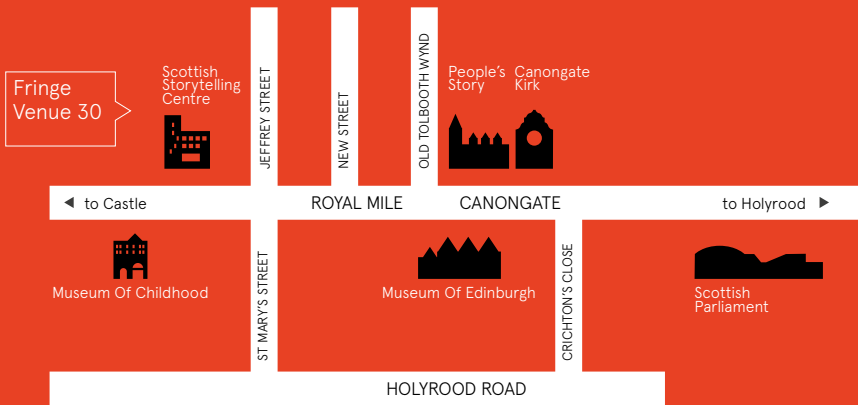 Fringe
Venue 30
Scottish
Storytelling
Centre
JEFFREY STREET
NEW STREET
OLD TOLBOOTH WYND
People's
Story
Canongate
Kirk
to Castle
ROYAL MILE
CANONGATE
to Holyrood
Museum Of Childhood
ST MARY'S STREET
Museum Of Edinburgh
CRICHTON'S CLOSE
Scottish
Parliament
HOLYROOD ROAD